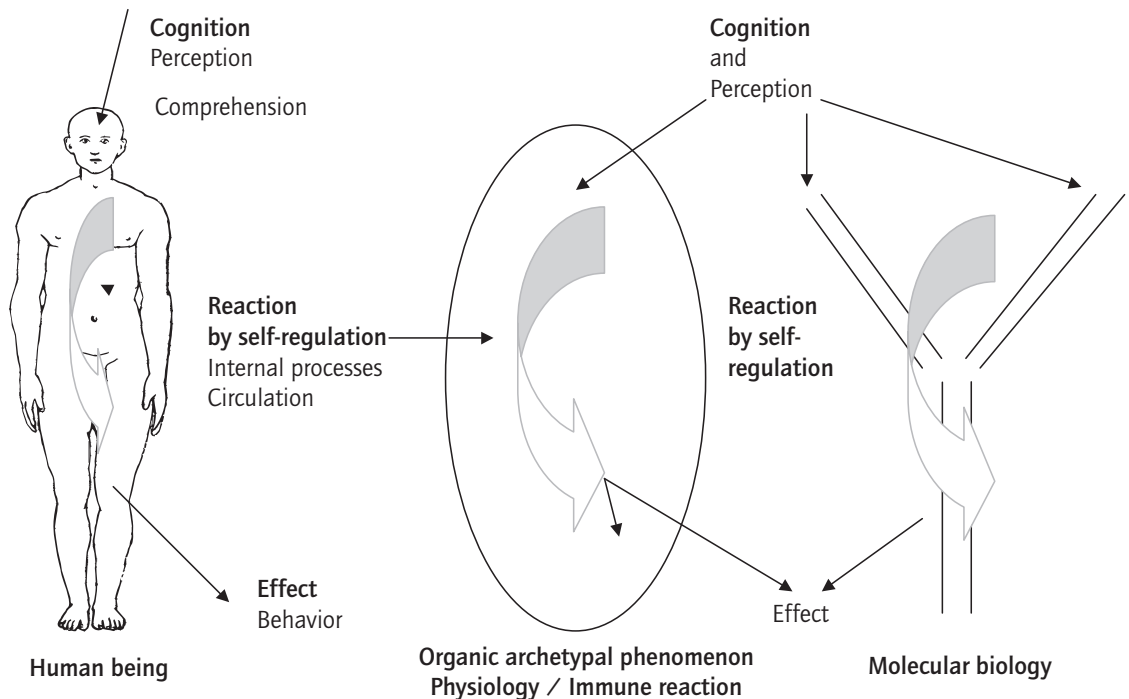 Cognition
Perception
Comprehension
Reaction
by self-regulation
Internal processes
Circulation
Effect
Behavior
Human being
Cognition
and
Perception
Reaction
by self-
regulation
Effect
Organic archetypal phenomenon
Physiology / Immune reaction
Molecular biology